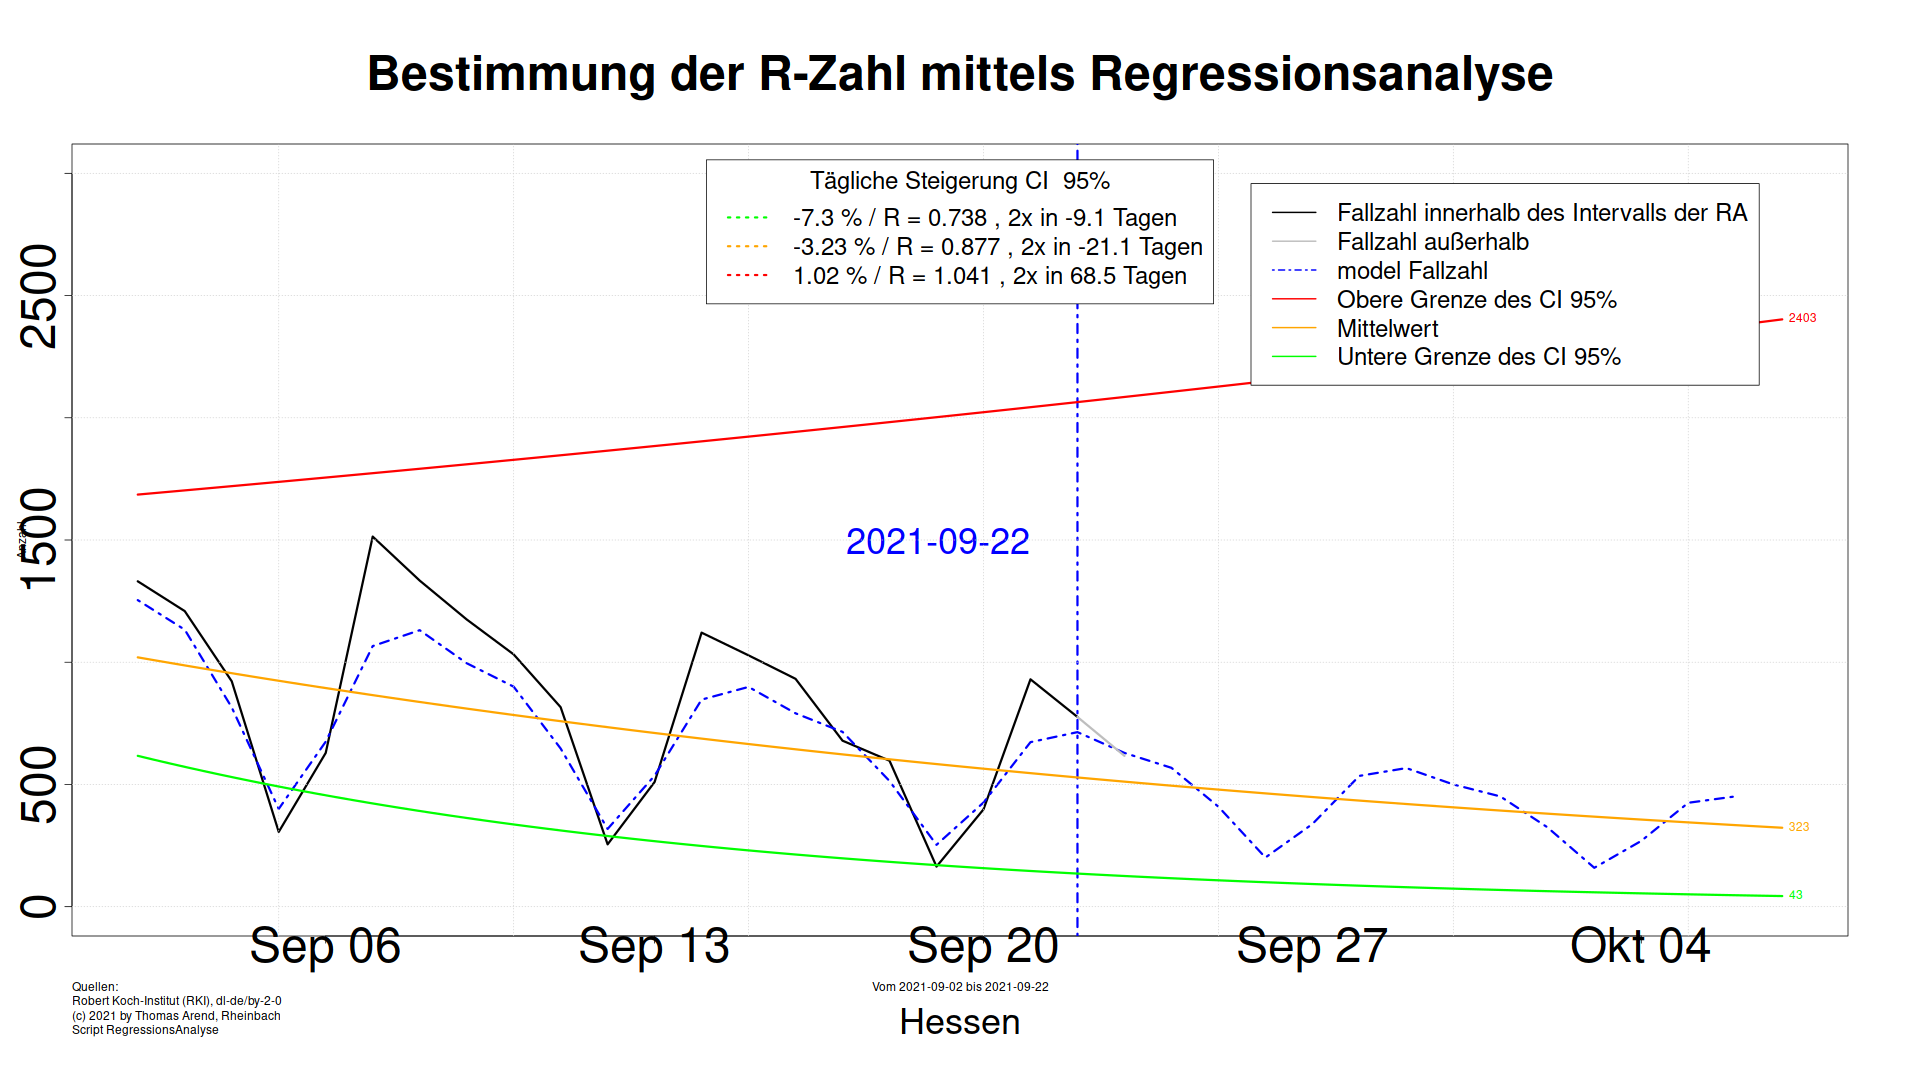 Bestimmung der R-Zahl mittels Regressionsanalyse
Tägliche Steigerung CI 95%
-7.3 % / R = 0.738 , 2x in -9.1 Tagen
-3.23 % / R = 0.877 , 2x in -21.1 Tagen
1.02 % / R = 1.041 , 2x in 68.5 Tagen
Fallzahl innerhalb des Intervalls der RA
Fallzahl außerhalb
model Fallzahl
Obere Grenze des CI 95%
Mittelwert
Untere Grenze des CI 95%
2403
2500
1500
500
0
Anzahl
2021-09-22
323
43
Sep 06
Sep 13
Sep 20
Sep 27
Okt 04
Quellen:
Robert Koch-Institut (RKI), dl-de/by-2-0
(c) 2021 by Thomas Arend, Rheinbach
Script RegressionsAnalyse
Vom 2021-09-02 bis 2021-09-22
Hessen